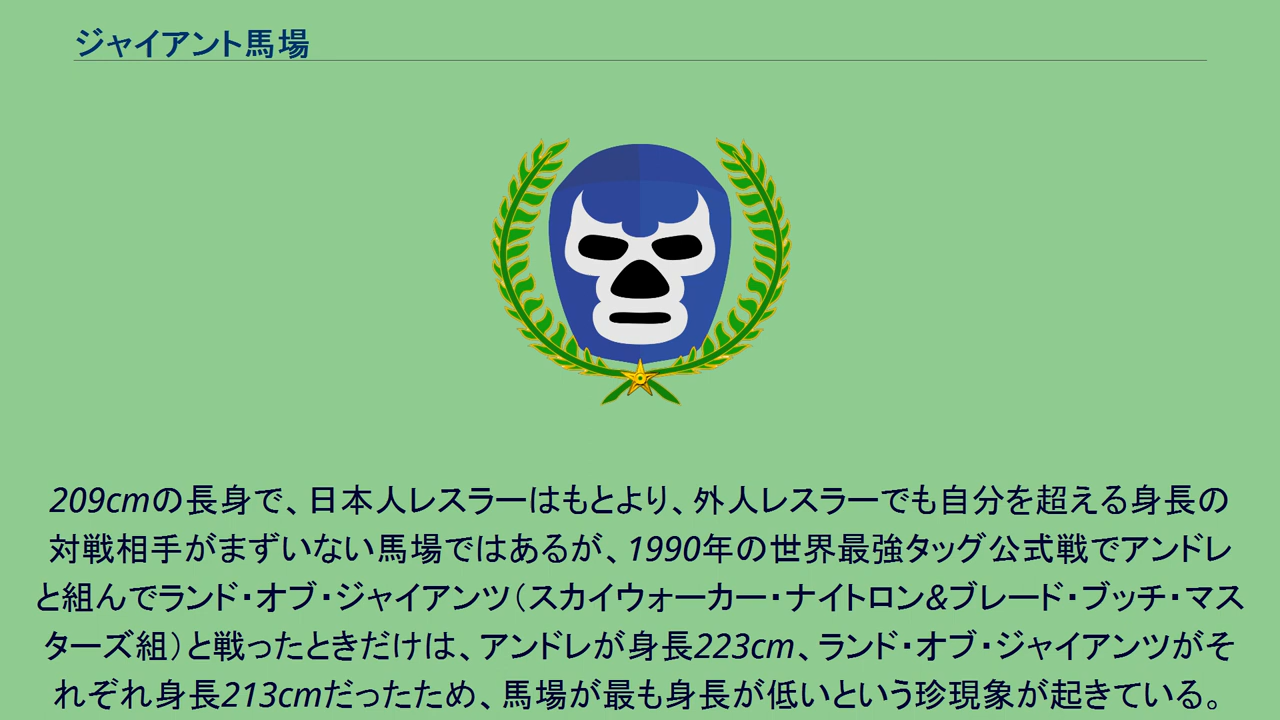 ジャイアント馬場
209cmの長身で、日本人レスラーはもとより、外人レスラーでも自分を超える身長の
対戦相手がまずいない馬場ではあるが、1990年の世界最強タッグ公式戦でアンドレ
と組んでランド・オブ・ジャイアンツ（スカイウォーカー・ナイトロン&ブレード・ブッチ・マス
ターズ組）と戦ったときだけは、アンドレが身長223cm、ランド・オブ・ジャイアンツがそ
れぞれ身長213cmだったため、馬場が最も身長が低いという珍現象が起きている。